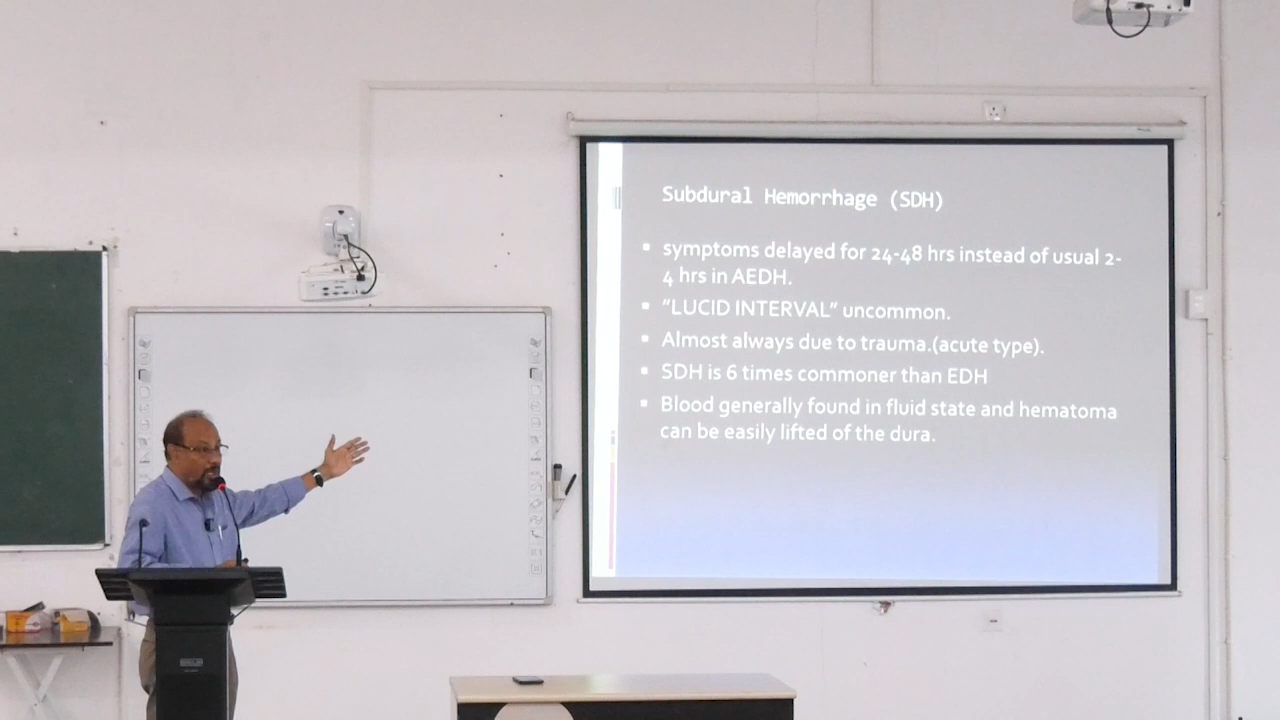 Subdural Hemorrhage (SDH)
symptoms delayed for 24-48 hrs instead of usual 2-
4 hrs in AEDH.
“LUCID INTERVAL” uncommon.
Almost always due to trauma.(acute type).
SDH is 6 times commoner than EDH
Blood generally found in fluid state and hematoma
can be easily lifted of the dura.